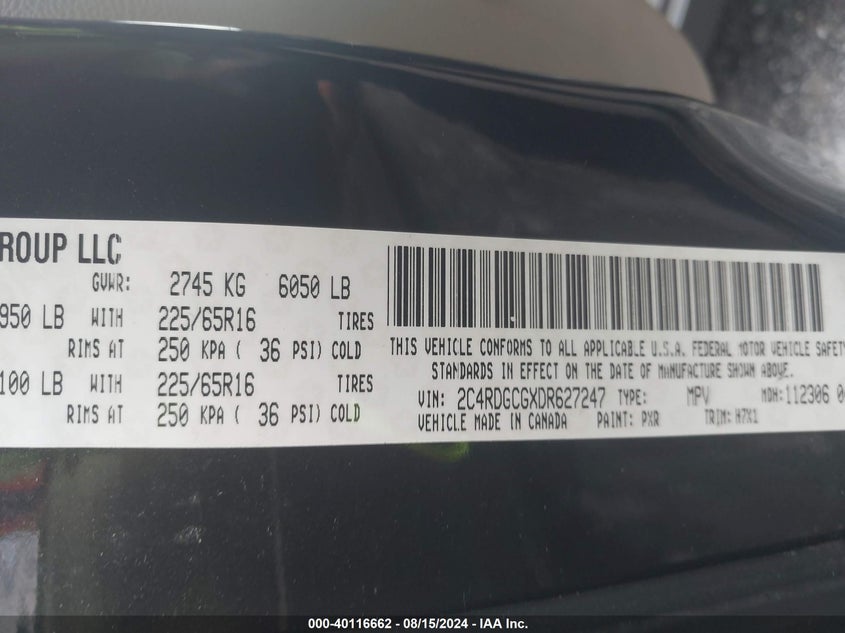 ROUP LLC
GVWR: 2745 KG 6050 LB
950 LB WITH 225/65R16 TIRES
RIMS AT 250 KPA ( 36 PSI) COLD
100 LB WITH 225/65R16 TIRES
RIMS AT 250 KPA ( 36 PSI) COLD
THIS VEHICLE CONFORMS TO ALL APPLICABLE U.S.A. FEDERAL MOTOR VEHICLE SAFETY
STANDARDS IN EFFECT ON THE DATE OF MANUFACTURE SHOWN ABOVE.
VIN: 2C4RDGCGXDR627247 TYPE: MPV MDH: 112306 0
VEHICLE MADE IN CANADA PAINT: PXR TRIM: H7X1
000-40116662 - 08/15/2024 - IAA Inc.